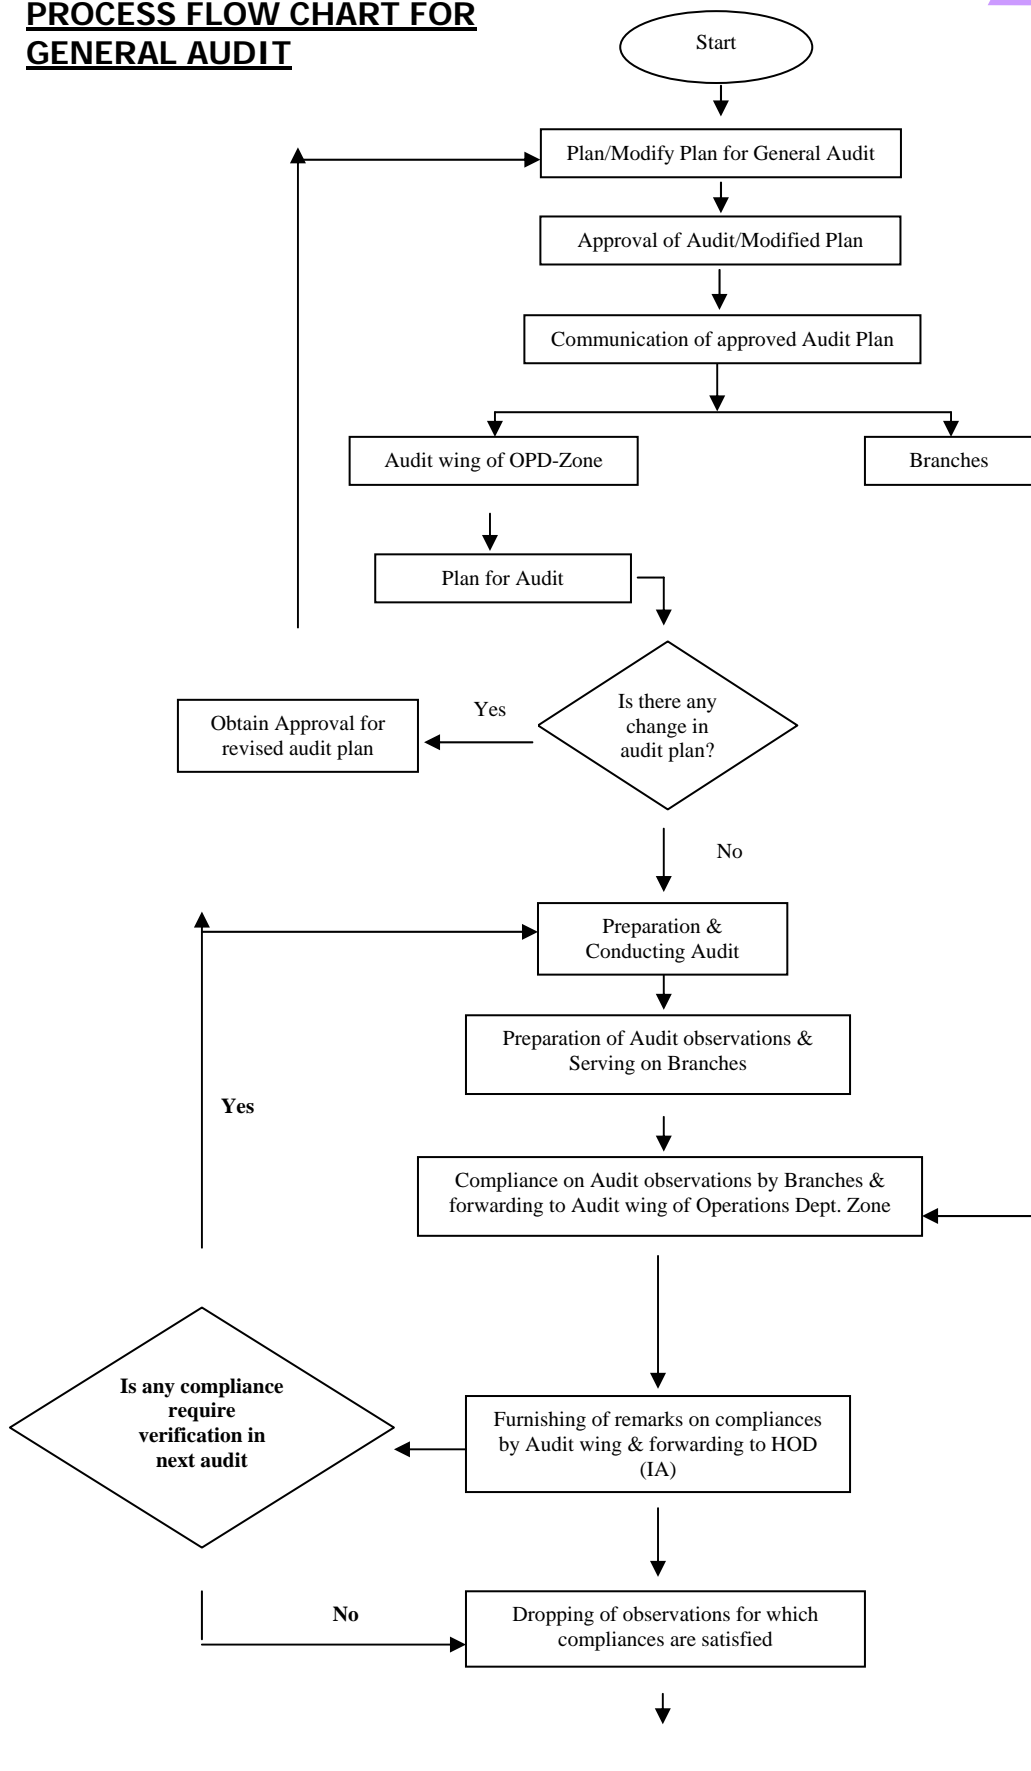 PROCESS FLOW CHART FOR
GENERAL AUDIT
Start
Plan/Modify Plan for General Audit
Approval of Audit/Modified Plan
Communication of approved Audit Plan
Audit wing of OPD-Zone
Branches
Plan for Audit
Is there any
change in
audit plan?
Yes
Obtain Approval for
revised audit plan
No
Preparation &
Conducting Audit
Preparation of Audit observations &
Serving on Branches
Yes
Compliance on Audit observations by Branches &
forwarding to Audit wing of Operations Dept. Zone
Is any compliance
require
verification in
next audit
Furnishing of remarks on compliances
by Audit wing & forwarding to HOD
(IA)
No
Dropping of observations for which
compliances are satisfied